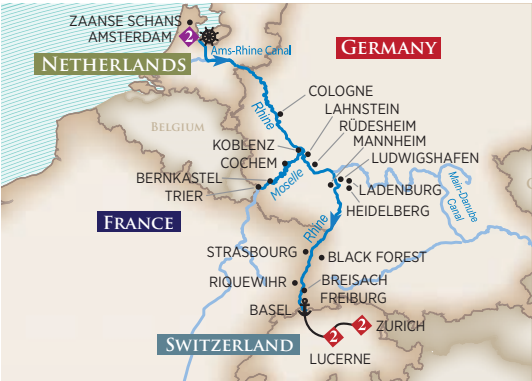 ZAANSE SCHANS
AMSTERDAM
2
Ams-Rhine Canal
GERMANY
NETHERLANDS
COLOGNE
Rhine
LAHNSTEIN
BELGIUM
RÜDESHEIM
KOBLENZ
MANNHEIM
COCHEM
LUDWIGSHAFEN
BERNKASTEL
Moselle
TRIER
LADENBURG
Main-Danube
Canal
HEIDELBERG
FRANCE
Rhine
STRASBOURG
BLACK FOREST
RIQUEWIHR
BREISACH
FREIBURG
BASEL
2
ZÜRICH
2
SWITZERLAND
LUCERNE